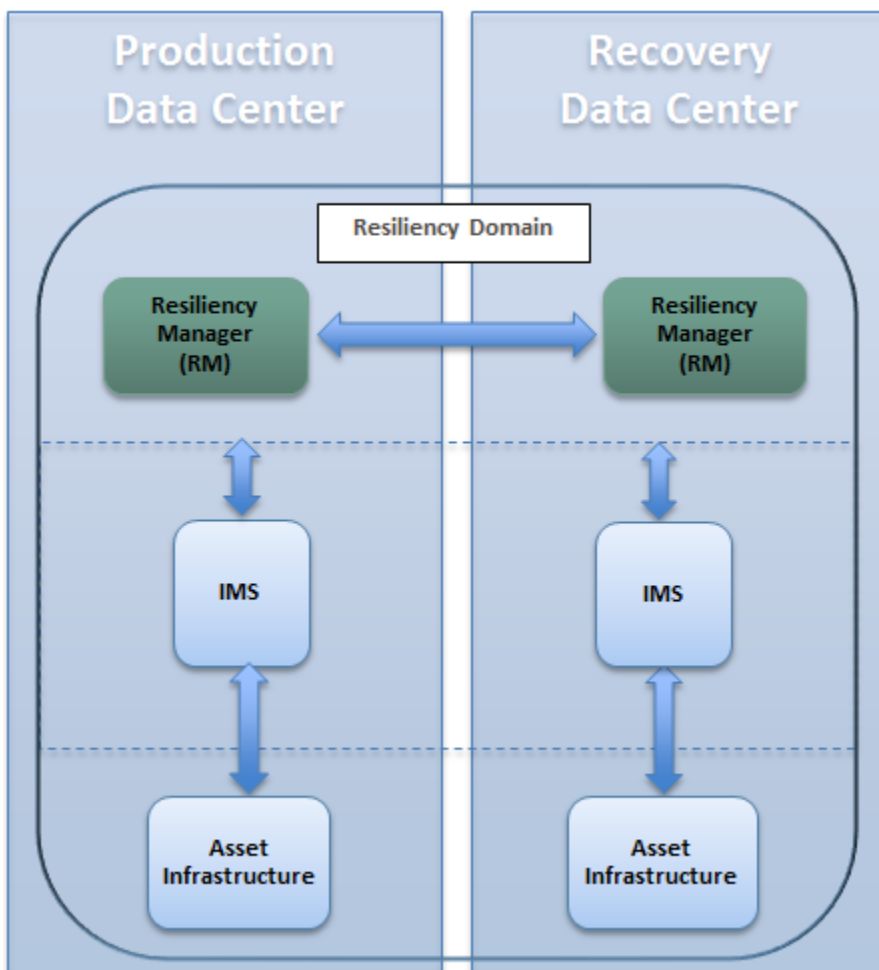 Production
Data Center
Recovery
Data Center
Resiliency Domain
Resiliency
Manager
(RM)
Resiliency
Manager
(RM)
IMS
IMS
Asset
Infrastructure
Asset
Infrastructure